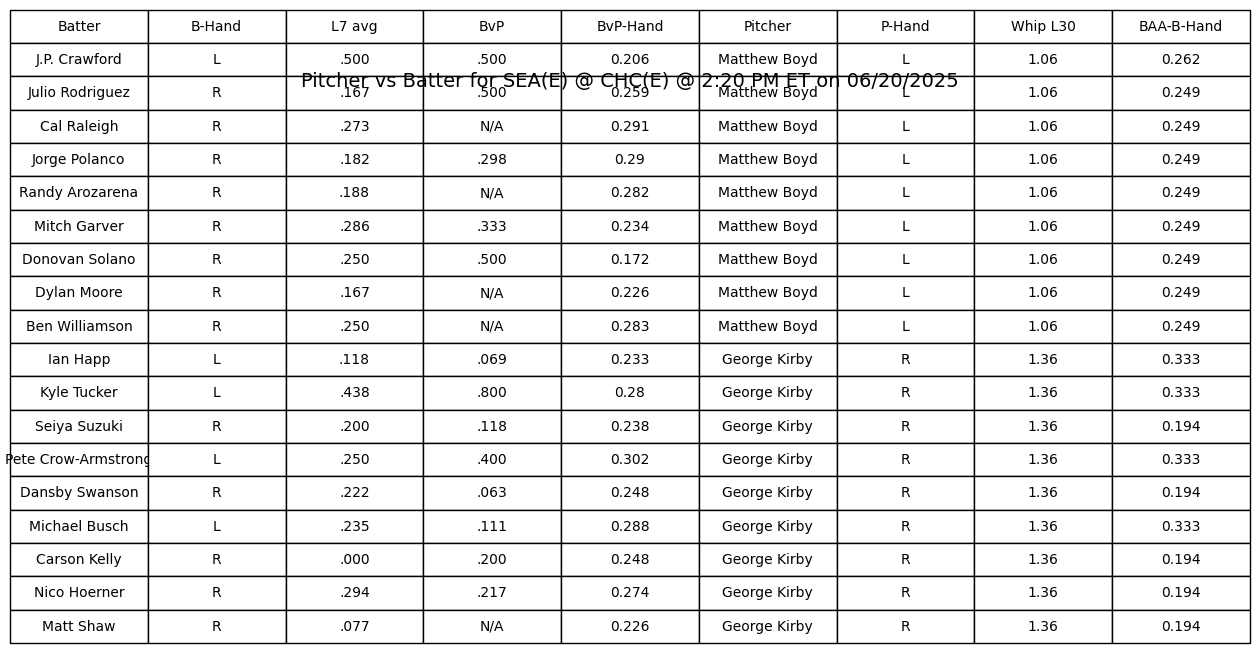 Batter B-Hand L7 avg BvP BvP-Hand Pitcher P-Hand Whip L30 BAA-B-Hand
J.P. Crawford L .500 .500 0.206 Matthew Boyd L 1.06 0.262
Pitcher vs Batter for SEA(E) @ CHC(E) @ 2:20 PM ET on 06/20/2025
Julio Rodriguez R .167 .500 0.259 Matthew Boyd L 1.06 0.249
Cal Raleigh R .273 N/A 0.291 Matthew Boyd L 1.06 0.249
Jorge Polanco R .182 .298 0.29 Matthew Boyd L 1.06 0.249
Randy Arozarena R .188 N/A 0.282 Matthew Boyd L 1.06 0.249
Mitch Garver R .286 .333 0.234 Matthew Boyd L 1.06 0.249
Donovan Solano R .250 .500 0.172 Matthew Boyd L 1.06 0.249
Dylan Moore R .167 N/A 0.226 Matthew Boyd L 1.06 0.249
Ben Williamson R .250 N/A 0.283 Matthew Boyd L 1.06 0.249
Ian Happ L .118 .069 0.233 George Kirby R 1.36 0.333
Kyle Tucker L .438 .800 0.28 George Kirby R 1.36 0.333
Seiya Suzuki R .200 .118 0.238 George Kirby R 1.36 0.194
Pete Crow-Armstrong L .250 .400 0.302 George Kirby R 1.36 0.333
Dansby Swanson R .222 .063 0.248 George Kirby R 1.36 0.194
Michael Busch L .235 .111 0.288 George Kirby R 1.36 0.333
Carson Kelly R .000 .200 0.248 George Kirby R 1.36 0.194
Nico Hoerner R .294 .217 0.274 George Kirby R 1.36 0.194
Matt Shaw R .077 N/A 0.226 George Kirby R 1.36 0.194